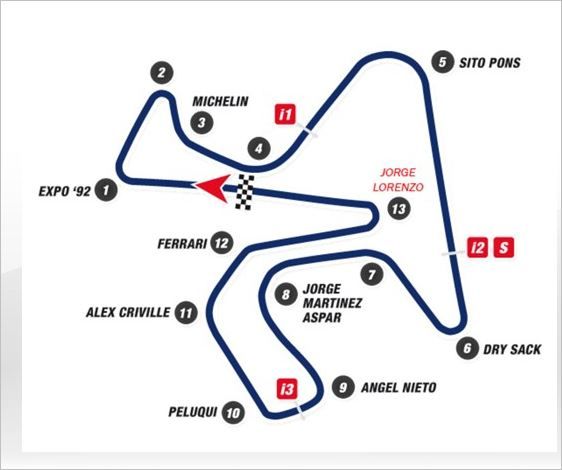 2
5 SITO PONS
MICHELIN
3
i1
4
JORGE
LORENZO
13
EXPO '92 1
FERRARI 12
i2 S
7
8 JORGE
MARTINEZ
ASPAR
ALEX CRIVILLE 11
6 DRY SACK
i3
9 ANGEL NIETO
PELUQUI 10